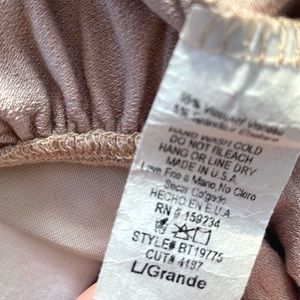 HAND WASH COLD
DO NOT BLEACH
HANG OR LINE DRY
MADE IN U.S.A
Lave Frio a Mano, No Cloro
Secar Colgado
HECHO EN E.U.A
RN # 159234
STYLE# BT19775
CUT# 4197
L/Grande